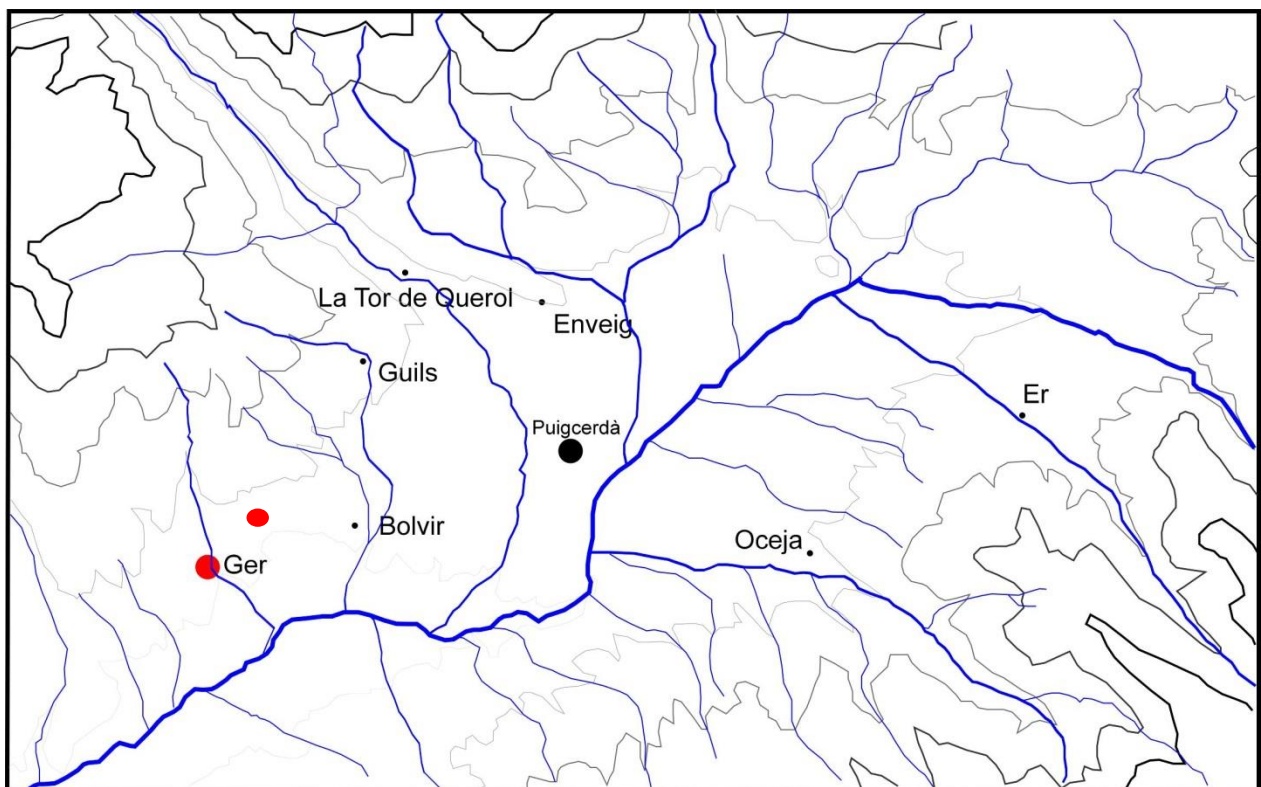 La Tor de Querol
Enveig
Guils
Er
Puigcerdà
Bolvir
Oceja
Ger